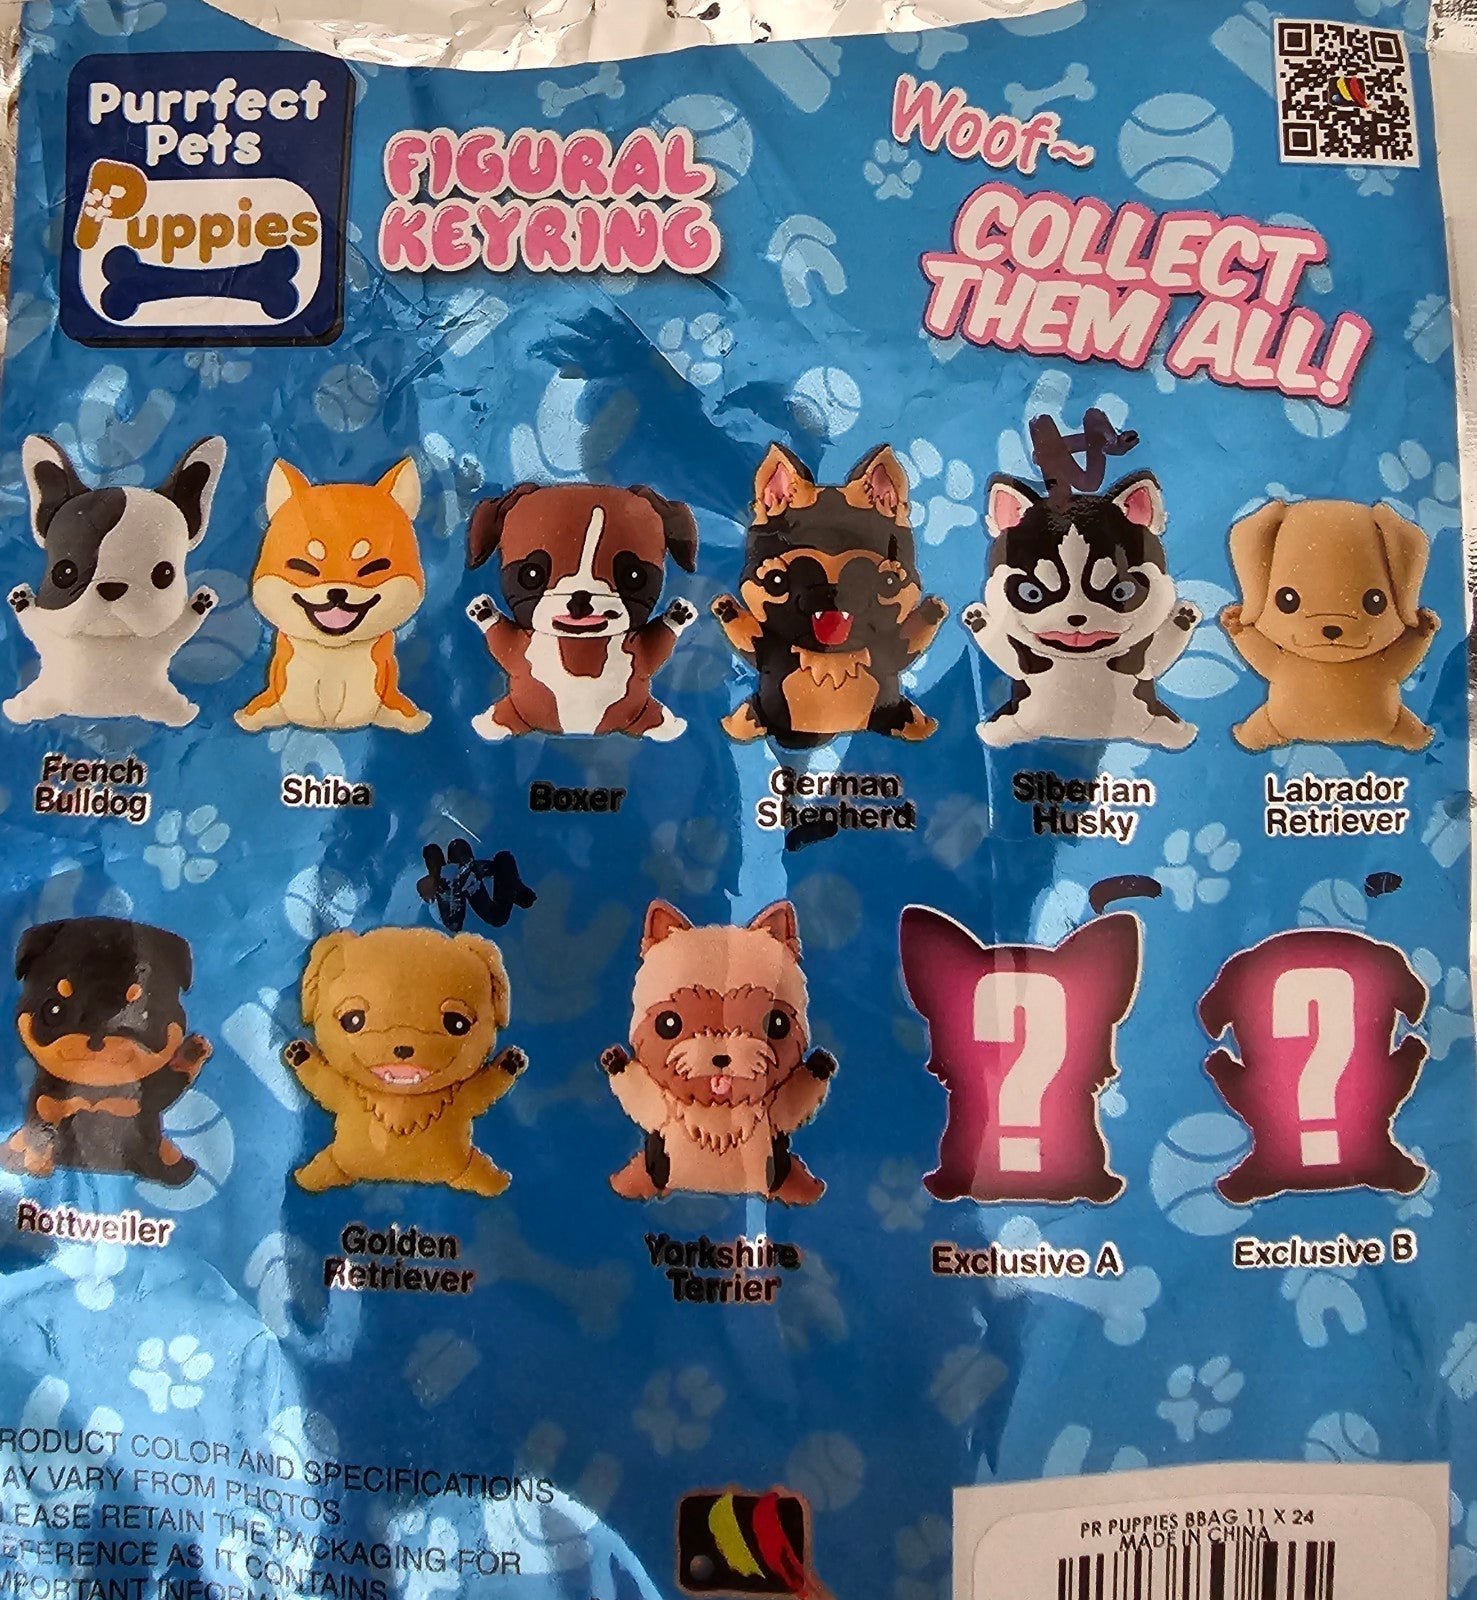 Purrfect
Pets
Puppies
FIGURAL
KEYRING
Woof~
COLLECT
THEM ALL!
French
Bulldog
Shiba
Boxer
German
Shepherd
Siberian
Husky
Labrador
Retriever
Rottweiler
Golden
Retriever
Yorkshire
Terrier
?
?
Exclusive A
Exclusive B
RODUCT COLOR AND SPECIFICATIONS
AY VARY FROM PHOTOS.
LEASE RETAIN THE PACKAGING FOR
EFERENCE AS IT CONTAINS
MPORTANT INFORM
PR PUPPIES BBAG 11 X 24
MADE IN CHINA